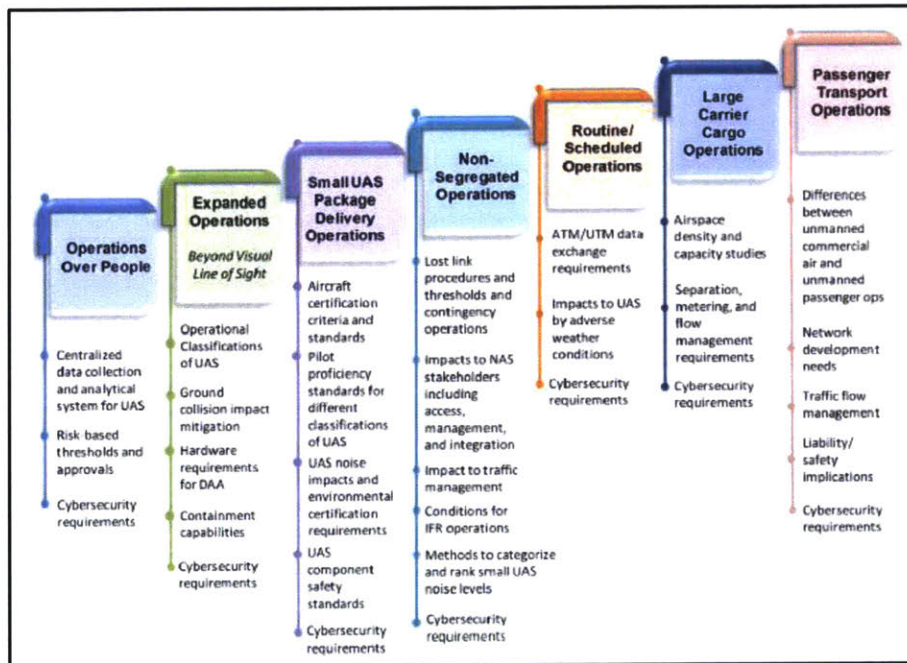 Operations
Over People
Centralized
data collection
and analytical
system for UAS
Risk-based
thresholds and
approvals
Cybersecurity
requirements
Expanded
Operations
Beyond Visual
Line of Sight
Operational
Classifications
of UAS
Ground
collision impact
mitigation
Hardware
requirements
for DAA
Containment
capabilities
Cybersecurity
requirements
Small UAS
Package
Delivery
Operations
Aircraft
certification
criteria and
standards
Pilot
proficiency
standards for
different
classifications
of UAS
UAS noise
impacts and
environmental
certification
requirements
UAS
component
safety
standards
Cybersecurity
requirements
Non-
Segregated
Operations
Lost link
procedures and
thresholds and
contingency
operations
Impacts to NAS
stakeholders
including
access,
management,
and integration
Impact to traffic
management
Conditions for
IFR operations
Methods to categorize
and rank small UAS
noise levels
Cybersecurity
requirements
Routine/
Scheduled
Operations
ATM/UTM data
exchange
requirements
Impacts to UAS
by adverse
weather
conditions
Cybersecurity
requirements
Large
Carrier
Cargo
Operations
Airspace
density and
capacity studies
Separation,
metering, and
flow
management
requirements
Cybersecurity
requirements
Passenger
Transport
Operations
Differences
between
unmanned
commercial
air and
unmanned
passenger ops
Network
development
needs
Traffic flow
management
Liability/
safety
implications
Cybersecurity
requirements